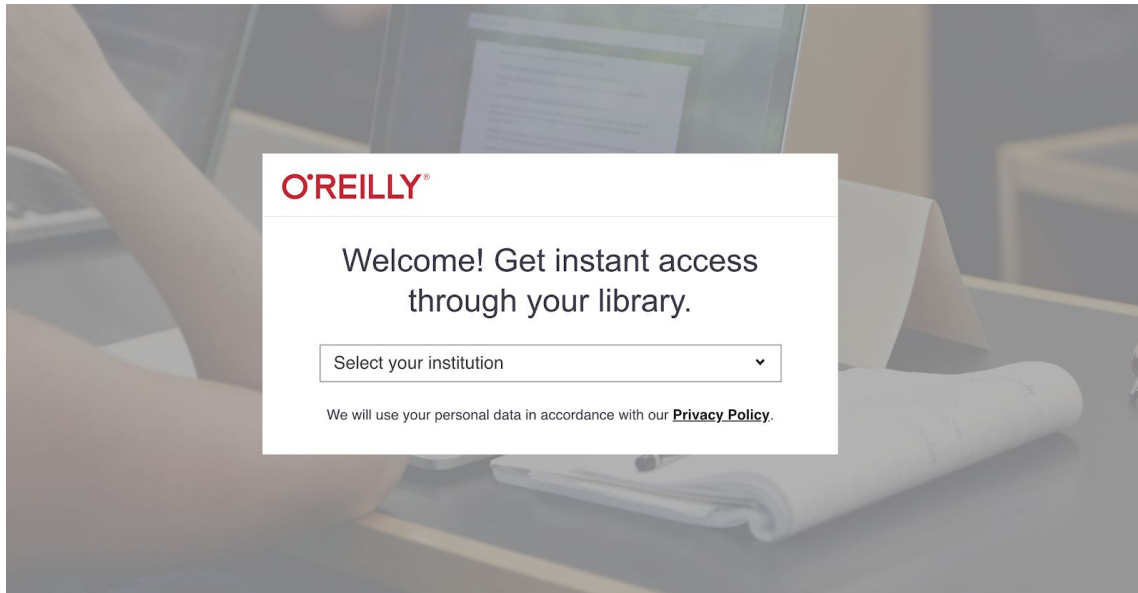 O'REILLY®
Welcome! Get instant access
through your library.
Select your institution
We will use your personal data in accordance with our Privacy Policy.